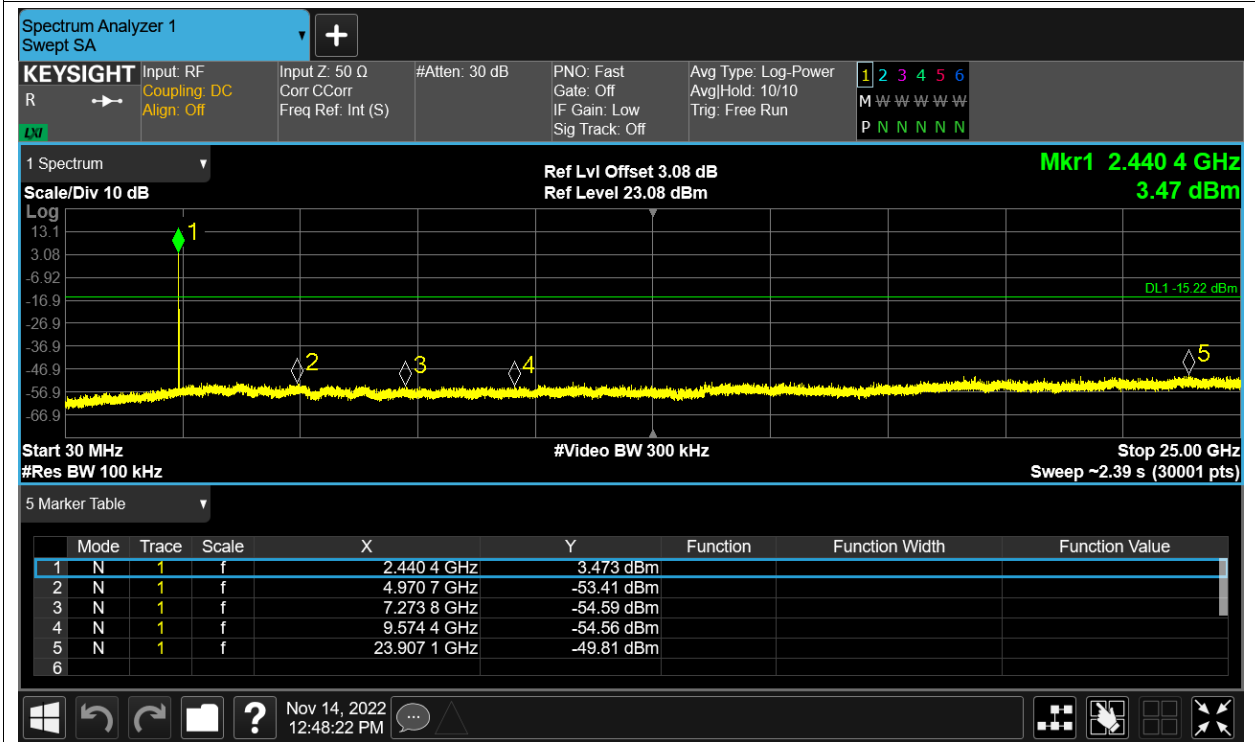 Spectrum Analyzer 1
Swept SA
KEYSIGHT
R
LXI
Input: RF
Coupling: DC
Align: Off
Input Z: 50 Ω
Corr CCorr
Freq Ref: Int (S)
#Atten: 30 dB
PNO: Fast
Gate: Off
IF Gain: Low
Sig Track: Off
Avg Type: Log-Power
Avg|Hold: 10/10
Trig: Free Run
1 2 3 4 5 6
M W W W W W
P N N N N N
1 Spectrum
Scale/Div 10 dB
Ref Lvl Offset 3.08 dB
Ref Level 23.08 dBm
Mkr1 2.440 4 GHz
3.47 dBm
Log
13.1
3.08
-6.92
-16.9
-26.9
-36.9
-46.9
-56.9
-66.9
1
2
3
4
5
DL1 -15.22 dBm
Start 30 MHz
#Res BW 100 kHz
#Video BW 300 kHz
Stop 25.00 GHz
Sweep ~2.39 s (30001 pts)
5 Marker Table
Mode Trace Scale X Y Function Function Width Function Value
1 N 1 f 2.440 4 GHz 3.473 dBm
2 N 1 f 4.970 7 GHz -53.41 dBm
3 N 1 f 7.273 8 GHz -54.59 dBm
4 N 1 f 9.574 4 GHz -54.56 dBm
5 N 1 f 23.907 1 GHz -49.81 dBm
6
?
Nov 14, 2022
12:48:22 PM